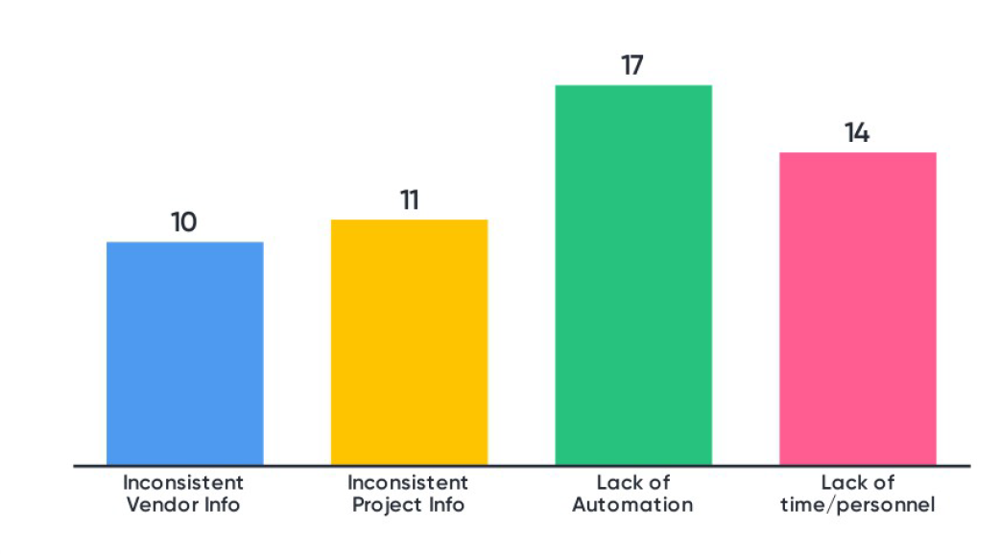 17
14
11
10
Inconsistent
Vendor Info
Inconsistent
Project Info
Lack of
Automation
Lack of
time/personnel